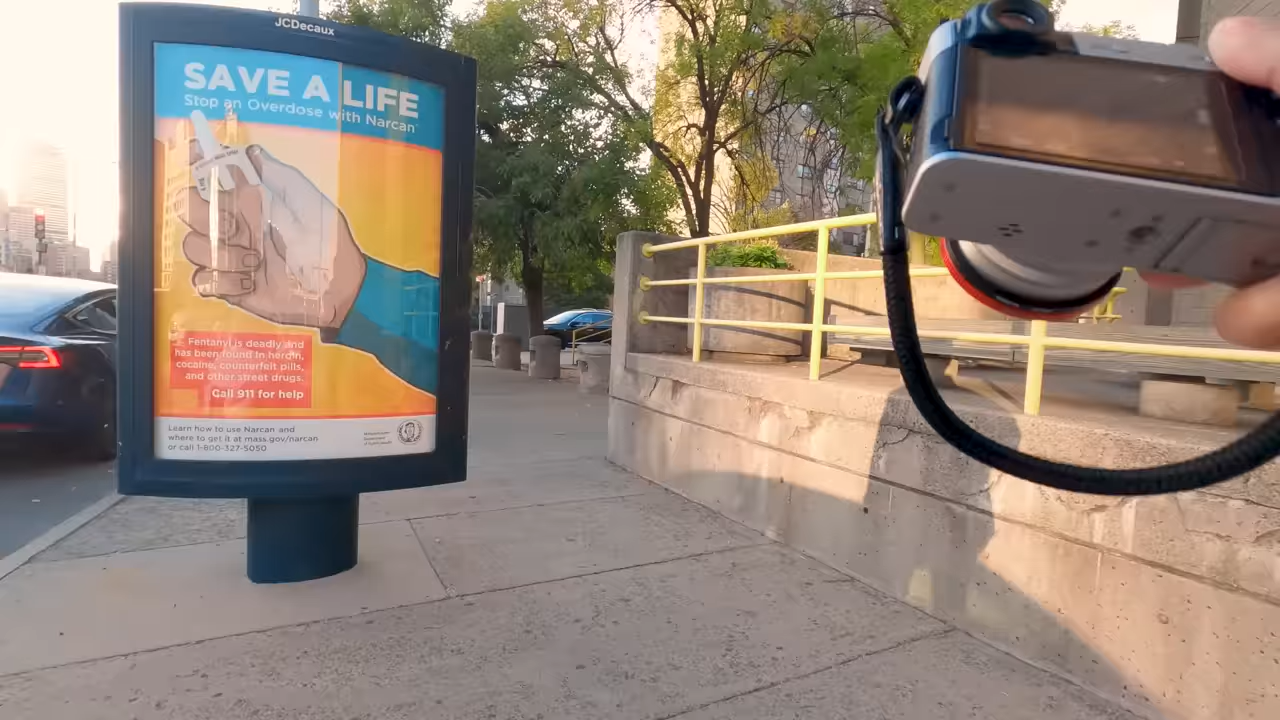 JCDecaux
SAVE A LIFE
Stop an Overdose with Narcan
Fentanyl is deadly and
has been found in heroin,
cocaine, counterfeit pills,
and other street drugs.
Call 911 for help
Learn how to use Narcan and
where to get it at mass.gov/narcan
or call 1-800-327-5050